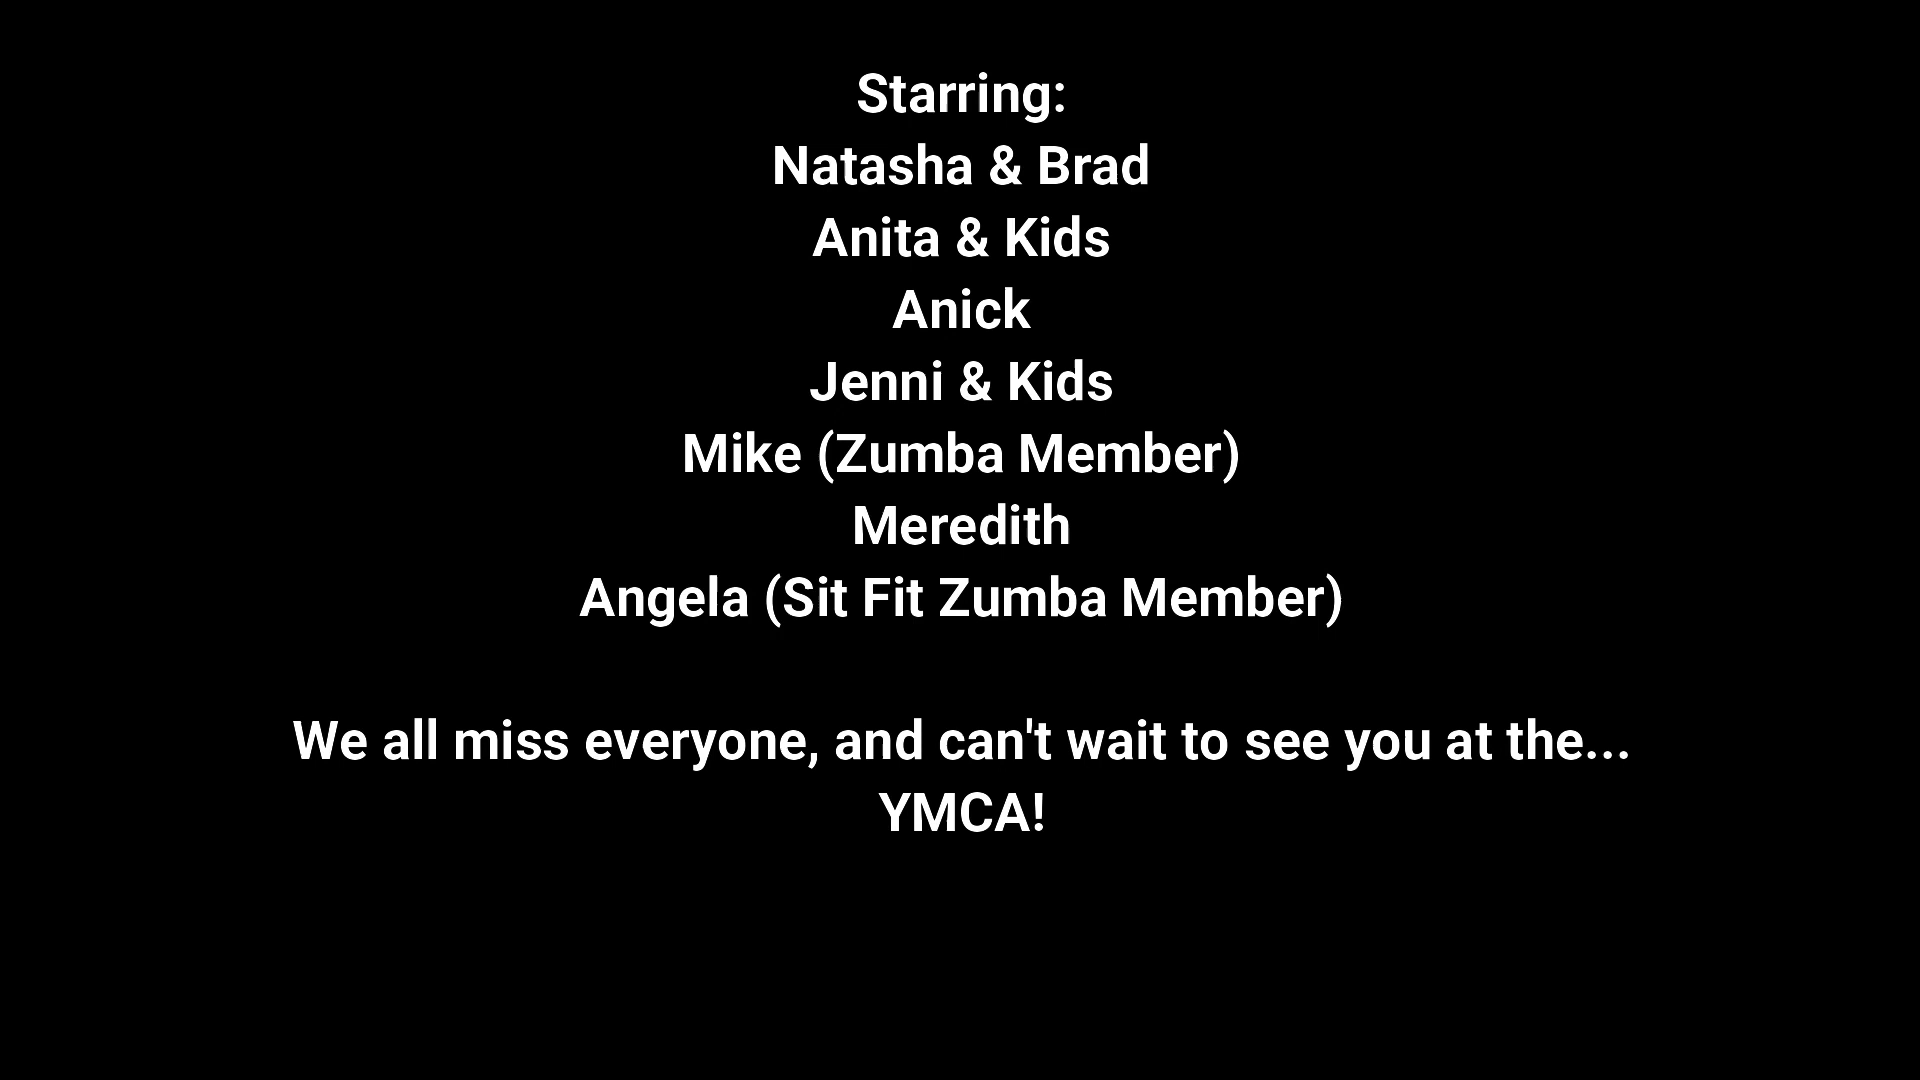 Starring:
Natasha & Brad
Anita & Kids
Anick
Jenni & Kids
Mike (Zumba Member)
Meredith
Angela (Sit Fit Zumba Member)
We all miss everyone, and can't wait to see you at the...
YMCA!